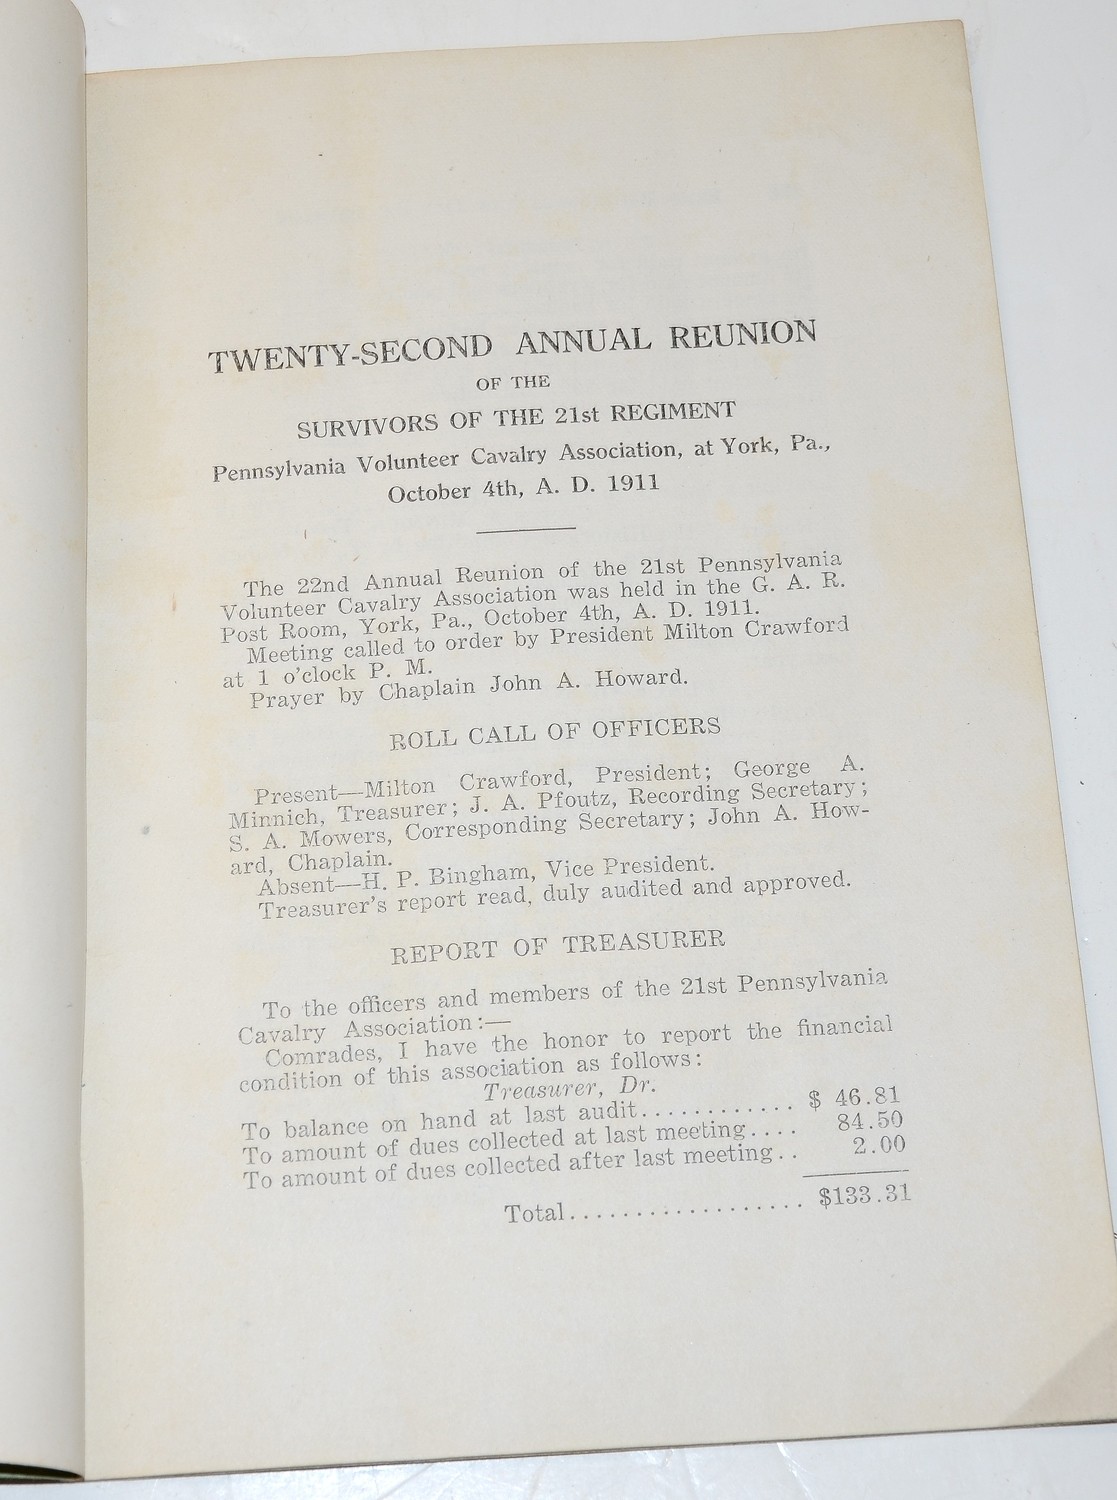 TWENTY-SECOND ANNUAL REUNION
OF THE
SURVIVORS OF THE 21st REGIMENT
Pennsylvania Volunteer Cavalry Association, at York, Pa.,
October 4th, A. D. 1911
The 22nd Annual Reunion of the 21st Pennsylvania
Volunteer Cavalry Association was held in the G. A. R.
Post Room, York, Pa., October 4th, A. D. 1911.
Meeting called to order by President Milton Crawford
at 1 o'clock P. M.
Prayer by Chaplain John A. Howard.
ROLL CALL OF OFFICERS
Present—Milton Crawford, President; George A.
Minnich, Treasurer; J. A. Pfoutz, Recording Secretary;
S. A. Mowers, Corresponding Secretary; John A. How-
ard, Chaplain.
Absent—H. P. Bingham, Vice President.
Treasurer's report read, duly audited and approved.
REPORT OF TREASURER
To the officers and members of the 21st Pennsylvania
Cavalry Association:—
Comrades, I have the honor to report the financial
condition of this association as follows:
Treasurer, Dr.
To balance on hand at last audit............ $ 46.81
To amount of dues collected at last meeting.... 84.50
To amount of dues collected after last meeting.. 2.00
Total.................. $133.31